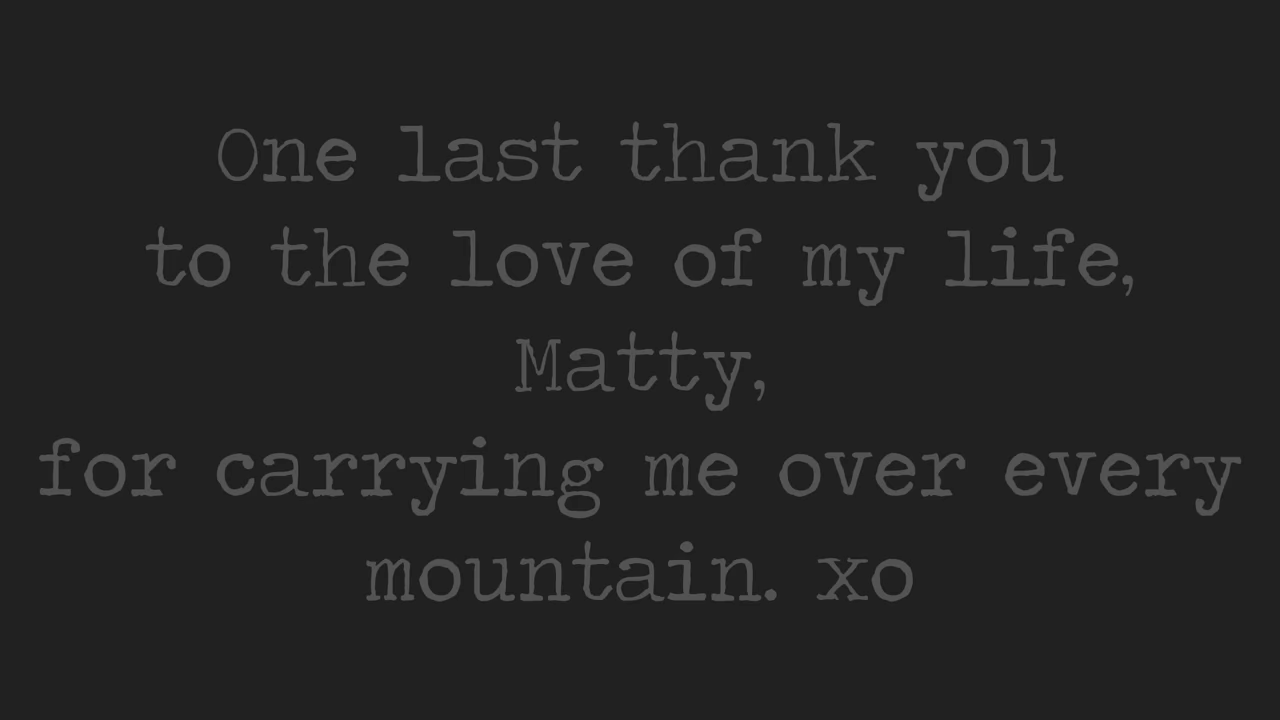 One last thank you
to the love of my life,
Matty,
for carrying me over every
mountain. xo